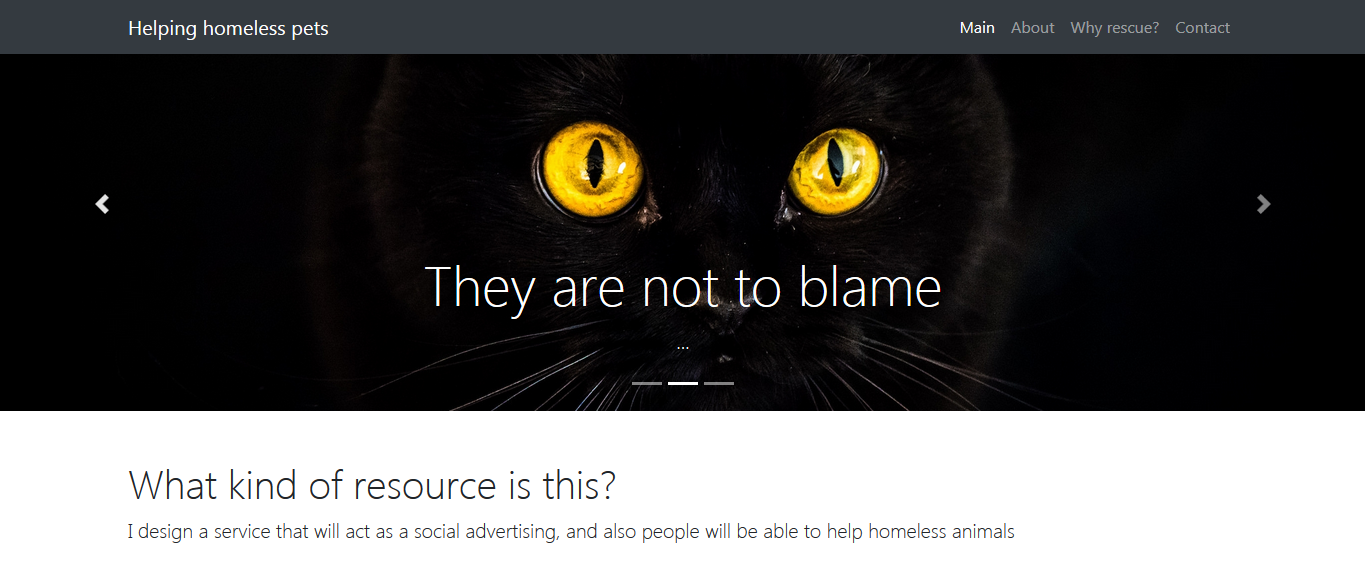 Helping homeless pets
Main About Why rescue? Contact
They are not to blame
...
What kind of resource is this?
I design a service that will act as a social advertising, and also people will be able to help homeless animals